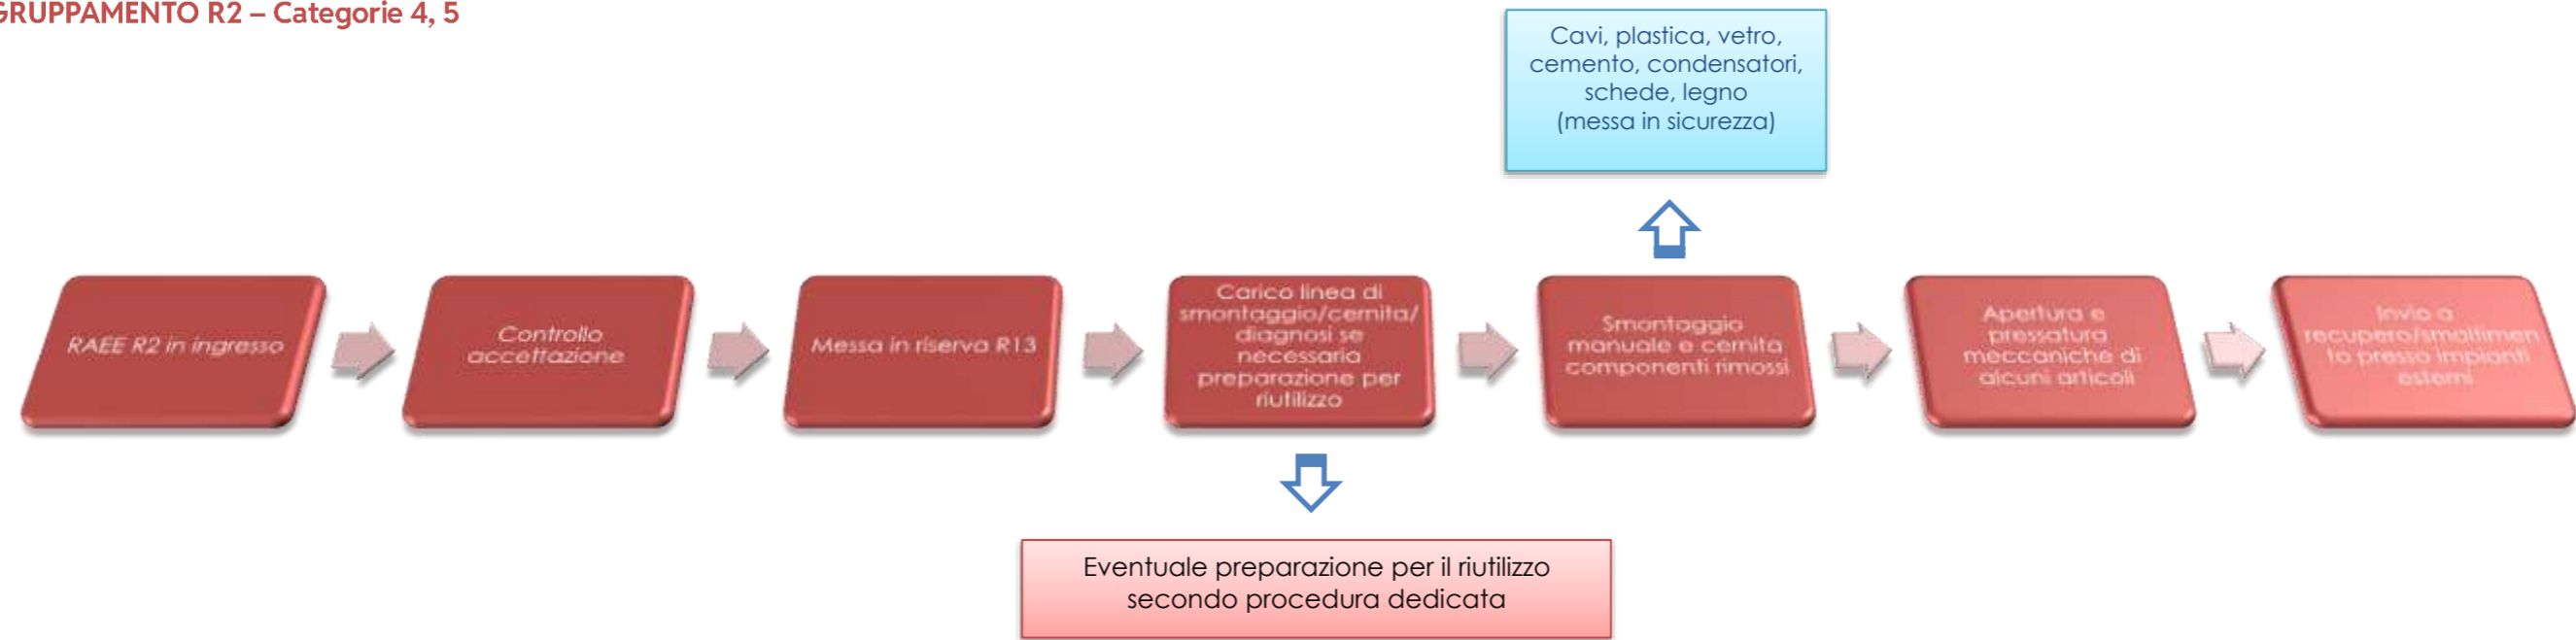 GRUPPAMENTO R2 – Categorie 4, 5
Cavi, plastica, vetro,
cemento, condensatori,
schede, legno
(messa in sicurezza)
RAEE R2 in ingresso
Controllo
accettazione
Messa in riserva R13
Carico linea di
smontaggio/cernita/
diagnosi se
necessaria
preparazione per
riutilizzo
Smontaggio
manuale e cernita
componenti rimossi
Apertura e
pressatura
meccaniche di
alcuni articoli
Invio a
recupero/smaltimen
to presso impianti
esterni
Eventuale preparazione per il riutilizzo
secondo procedura dedicata